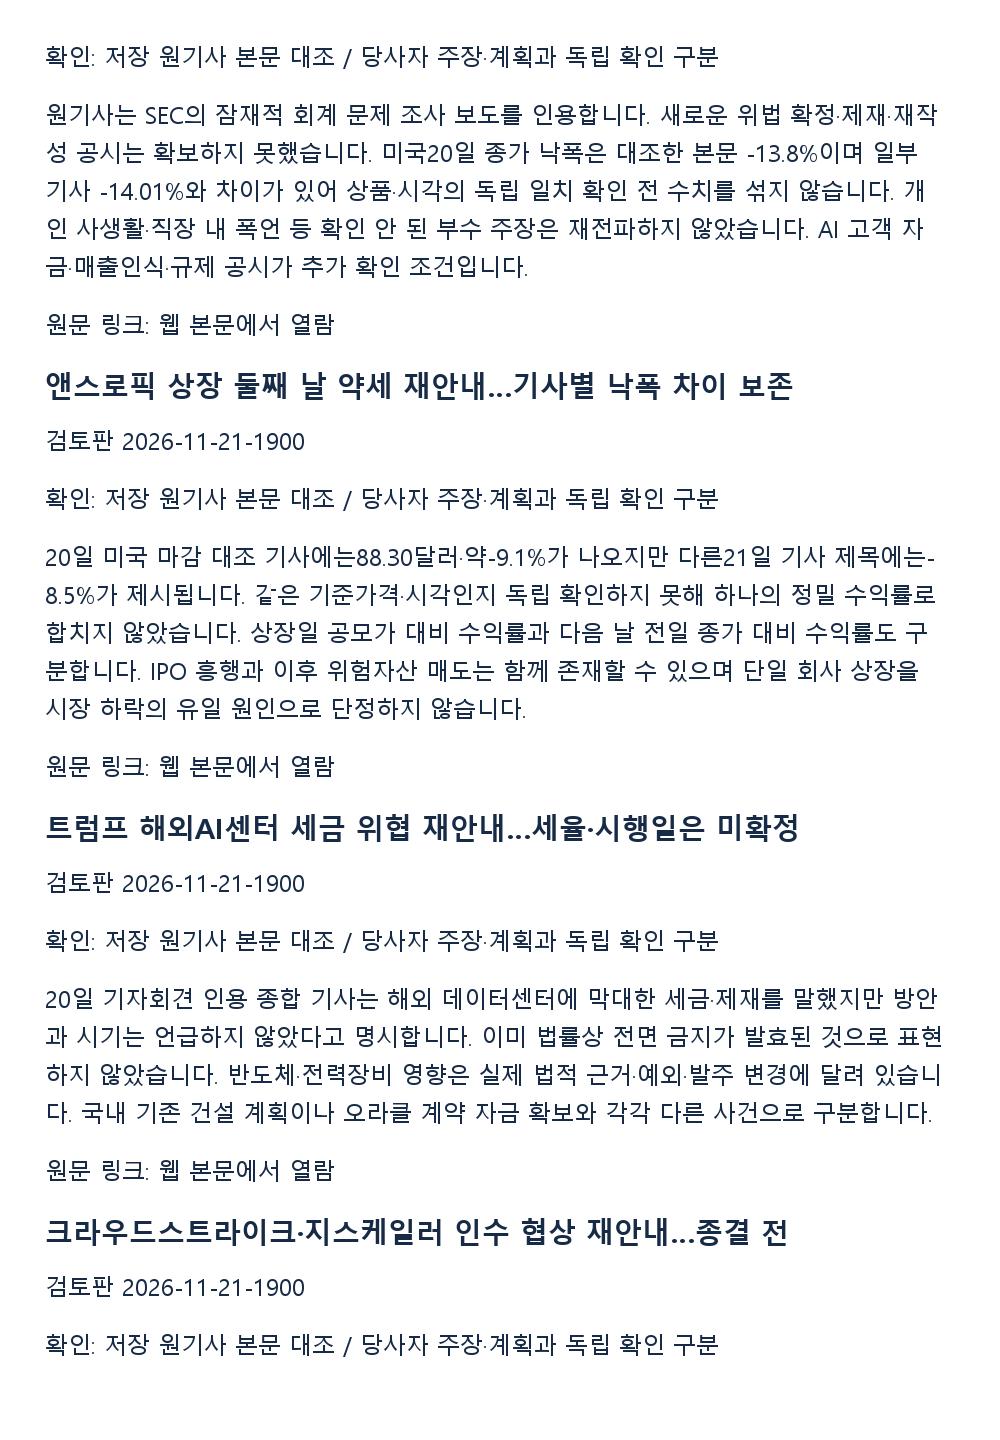 확인: 저장 원기사 본문 대조 / 당사자 주장·계획과 독립 확인 구분
원기사는 SEC의 잠재적 회계 문제 조사 보도를 인용합니다. 새로운 위법 확정·제재·재작
성 공시는 확보하지 못했습니다. 미국20일 종가 낙폭은 대조한 본문 -13.8%이며 일부
기사 -14.01%와 차이가 있어 상품·시각의 독립 일치 확인 전 수치를 섞지 않습니다. 개
인 사생활·직장 내 폭언 등 확인 안 된 부수 주장은 재전파하지 않았습니다. AI 고객 자
금·매출인식·규제 공시가 추가 확인 조건입니다.
원문 링크: 웹 본문에서 열람
앤스로픽 상장 둘째 날 약세 재안내...기사별 낙폭 차이 보존
검토판 2026-11-21-1900
확인: 저장 원기사 본문 대조 / 당사자 주장·계획과 독립 확인 구분
20일 미국 마감 대조 기사에는88.30달러·약-9.1%가 나오지만 다른21일 기사 제목에는-
8.5%가 제시됩니다. 같은 기준가격·시각인지 독립 확인하지 못해 하나의 정밀 수익률로
합치지 않았습니다. 상장일 공모가 대비 수익률과 다음 날 전일 종가 대비 수익률도 구
분합니다. IPO 흥행과 이후 위험자산 매도는 함께 존재할 수 있으며 단일 회사 상장을
시장 하락의 유일 원인으로 단정하지 않습니다.
원문 링크: 웹 본문에서 열람
트럼프 해외AI센터 세금 위협 재안내...세율·시행일은 미확정
검토판 2026-11-21-1900
확인: 저장 원기사 본문 대조 / 당사자 주장·계획과 독립 확인 구분
20일 기자회견 인용 종합 기사는 해외 데이터센터에 막대한 세금·제재를 말했지만 방안
과 시기는 언급하지 않았다고 명시합니다. 이미 법률상 전면 금지가 발효된 것으로 표현
하지 않았습니다. 반도체·전력장비 영향은 실제 법적 근거·예외·발주 변경에 달려 있습니
다. 국내 기존 건설 계획이나 오라클 계약 자금 확보와 각각 다른 사건으로 구분합니다.
원문 링크: 웹 본문에서 열람
크라우드스트라이크·지스케일러 인수 협상 재안내...종결 전
검토판 2026-11-21-1900
확인: 저장 원기사 본문 대조 / 당사자 주장·계획과 독립 확인 구분